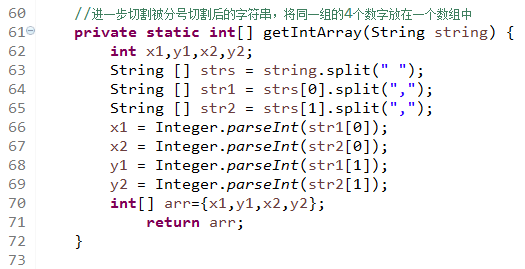 60 //进一步切割被分号切割后的字符串，将同一组的4个数字放在一个数组中
61 private static int[] getIntArray(String string) {
62 int x1,y1,x2,y2;
63 String [] strs = string.split(" ");
64 String [] str1 = strs[0].split(",");
65 String [] str2 = strs[1].split(",");
66 x1 = Integer.parseInt(str1[0]);
67 x2 = Integer.parseInt(str2[0]);
68 y1 = Integer.parseInt(str1[1]);
69 y2 = Integer.parseInt(str2[1]);
70 int[] arr={x1,y1,x2,y2};
71 return arr;
72 }
73